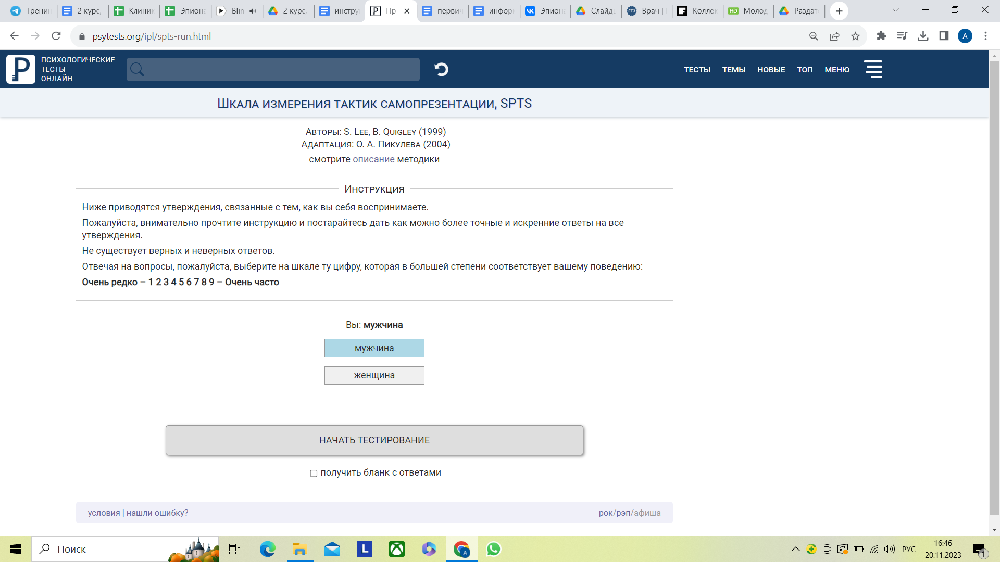 Тренин
2 курс,
Клиник
Эпиона
Blin
2 курс,
инстру
Пр
первич
инфор
Эпиона
Слайды
Врач |
Коллек
Молод
Раздат
psytests.org/ipl/spts-run.html
A
ПСИХОЛОГИЧЕСКИЕ
ТЕСТЫ
ОНЛАЙН
ТЕСТЫ ТЕМЫ НОВЫЕ ТОП МЕНЮ
Шкала измерения тактик самопрезентации, SPTS
Авторы: S. Lee, B. Quigley (1999)
Адаптация: О. А. Пикулева (2004)
смотрите описание методики
Инструкция
Ниже приводятся утверждения, связанные с тем, как вы себя воспринимаете.
Пожалуйста, внимательно прочтите инструкцию и постарайтесь дать как можно более точные и искренние ответы на все
утверждения.
Не существует верных и неверных ответов.
Отвечая на вопросы, пожалуйста, выберите на шкале ту цифру, которая в большей степени соответствует вашему поведению:
Очень редко – 1 2 3 4 5 6 7 8 9 – Очень часто
Вы: мужчина
мужчина
женщина
НАЧАТЬ ТЕСТИРОВАНИЕ
получить бланк с ответами
условия | нашли ошибку?
рок/рэп/афиша
Поиск
L
A
РУС
16:46
20.11.2023
1